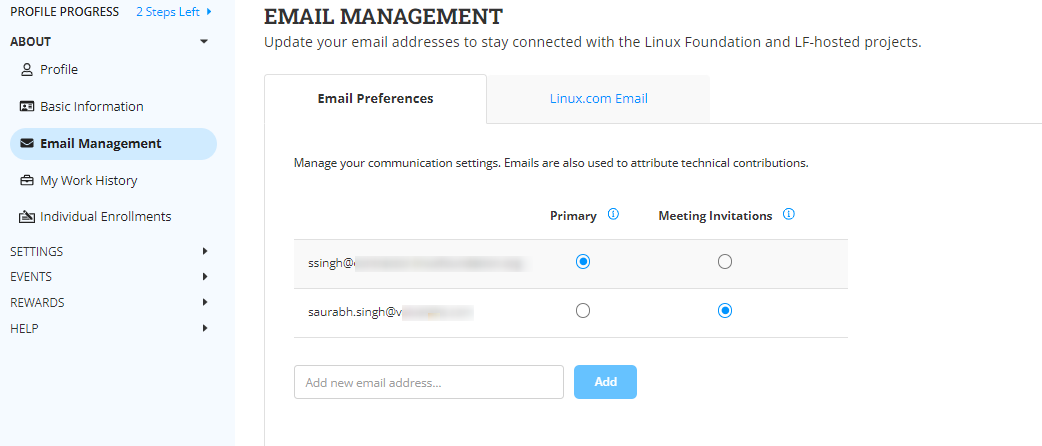 PROFILE PROGRESS 2 Steps Left
ABOUT
Profile
Basic Information
Email Management
My Work History
Individual Enrollments
SETTINGS
EVENTS
REWARDS
HELP
EMAIL MANAGEMENT
Update your email addresses to stay connected with the Linux Foundation and LF-hosted projects.
Email Preferences Linux.com Email
Manage your communication settings. Emails are also used to attribute technical contributions.
Primary Meeting Invitations
ssingh@
saurabh.singh@v
Add new email address... Add